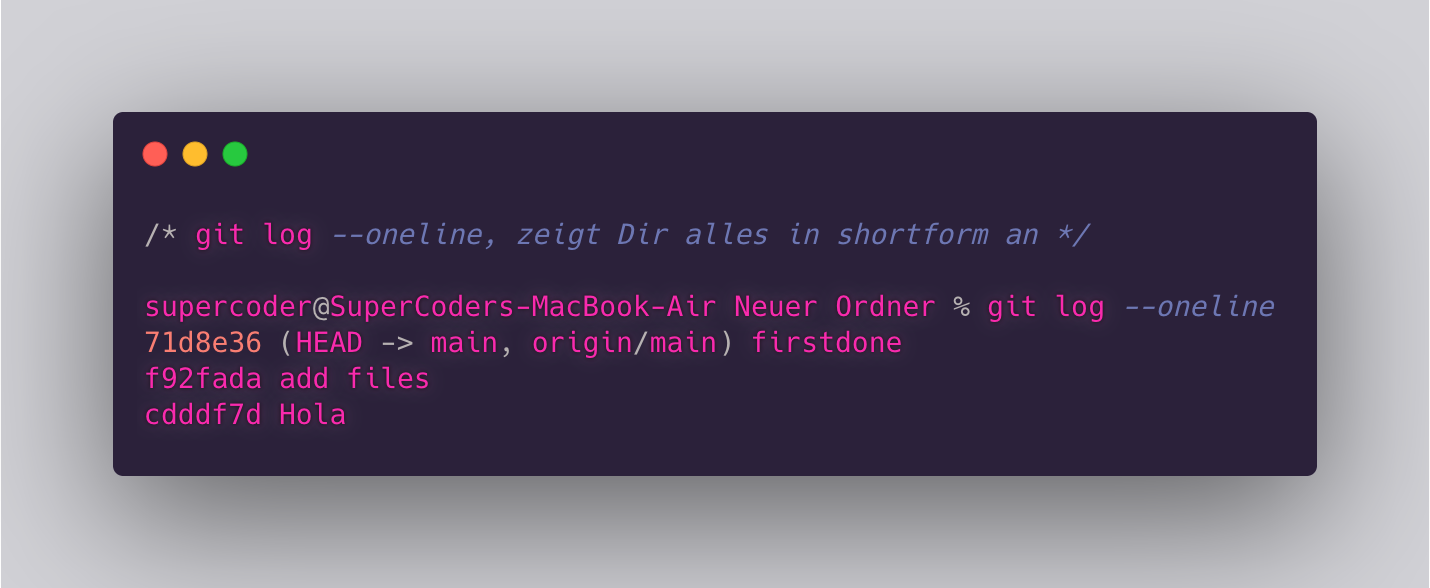 /* git log --oneline, zeigt Dir alles in shortform an */
supercoder@SuperCoders-MacBook-Air Neuer Ordner % git log --oneline
71d8e36 (HEAD -> main, origin/main) firstdone
f92fada add files
cdddf7d Hola